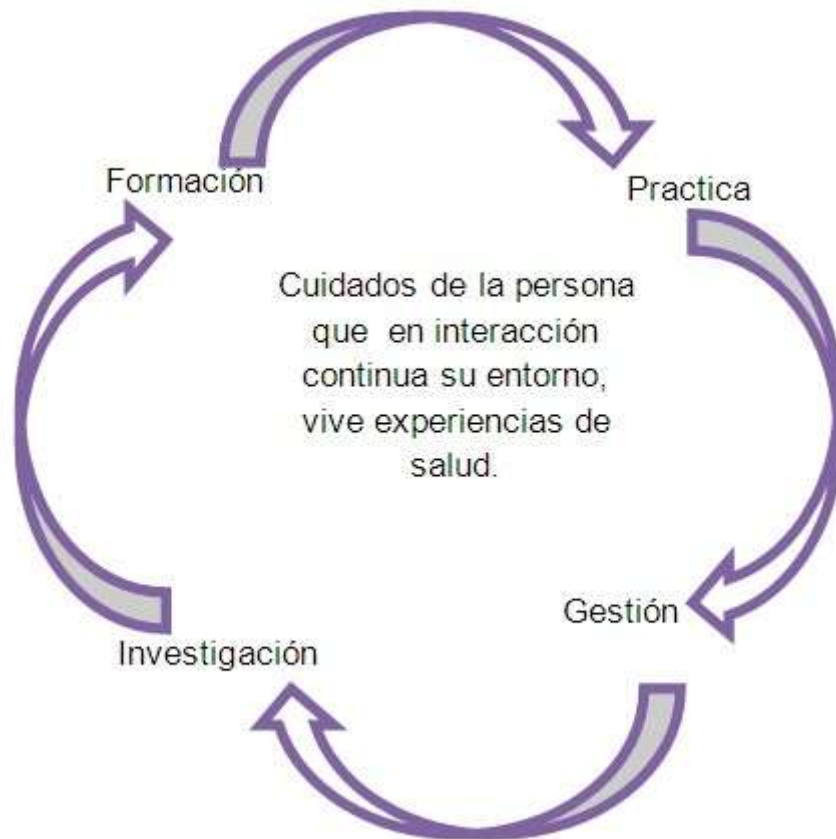 Formación
Practica
Cuidados de la persona
que en interacción
continua su entorno,
vive experiencias de
salud.
Gestión
Investigación